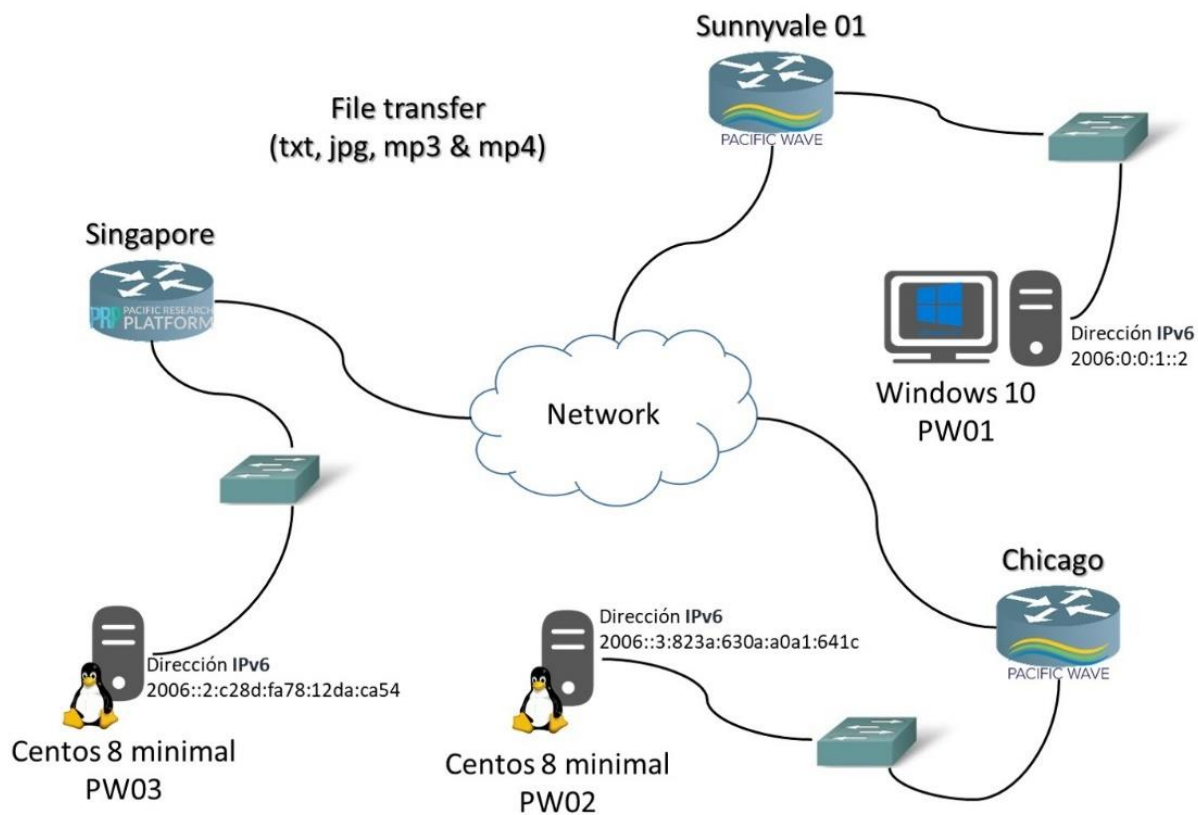 Sunnyvale 01
PACIFIC WAVE
File transfer
(txt, jpg, mp3 & mp4)
Singapore
PRP PACIFIC RESEARCH
PLATFORM
Dirección IPv6
2006:0:0:1::2
Windows 10
PW01
Network
Chicago
PACIFIC WAVE
Dirección IPv6
2006::3:823a:630a:a0a1:641c
Dirección IPv6
2006::2:c28d:fa78:12da:ca54
Centos 8 minimal
PW03
Centos 8 minimal
PW02